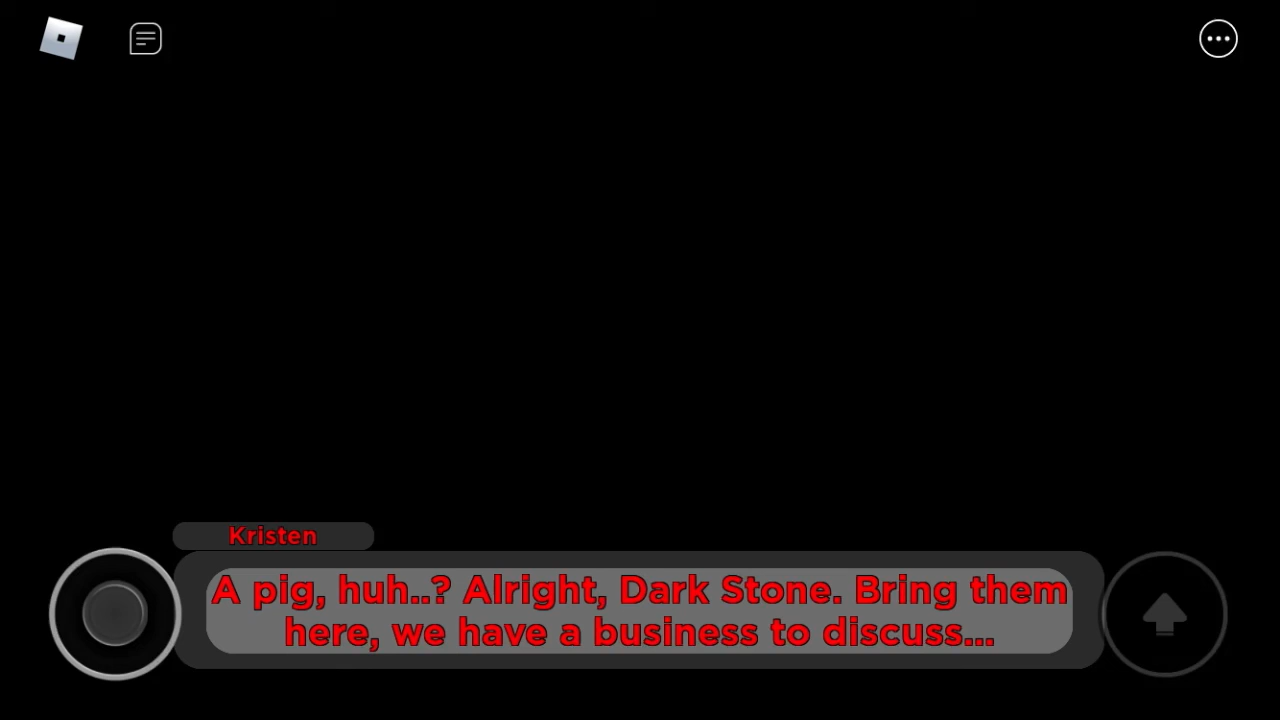 Kristen
A pig, huh..? Alright, Dark Stone. Bring them
here, we have a business to discuss...